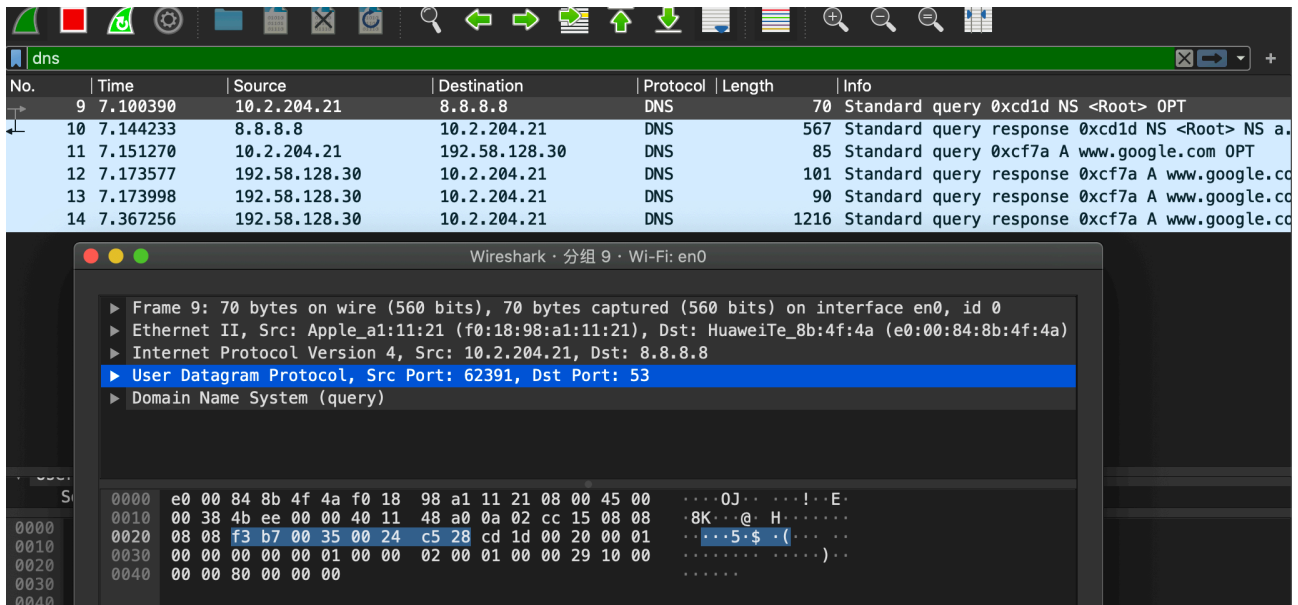 dns
No. Time Source Destination Protocol Length Info
9 7.100390 10.2.204.21 8.8.8.8 DNS 70 Standard query 0xcd1d NS <Root> OPT
10 7.144233 8.8.8.8 10.2.204.21 DNS 567 Standard query response 0xcd1d NS <Root> NS a.
11 7.151270 10.2.204.21 192.58.128.30 DNS 85 Standard query 0xcf7a A www.google.com OPT
12 7.173577 192.58.128.30 10.2.204.21 DNS 101 Standard query response 0xcf7a A www.google.co
13 7.173998 192.58.128.30 10.2.204.21 DNS 90 Standard query response 0xcf7a A www.google.co
14 7.367256 192.58.128.30 10.2.204.21 DNS 1216 Standard query response 0xcf7a A www.google.co
Wireshark · 分组 9 · Wi-Fi: en0
Frame 9: 70 bytes on wire (560 bits), 70 bytes captured (560 bits) on interface en0, id 0
Ethernet II, Src: Apple_a1:11:21 (f0:18:98:a1:11:21), Dst: HuaweiTe_8b:4f:4a (e0:00:84:8b:4f:4a)
Internet Protocol Version 4, Src: 10.2.204.21, Dst: 8.8.8.8
User Datagram Protocol, Src Port: 62391, Dst Port: 53
Domain Name System (query)
0000 e0 00 84 8b 4f 4a f0 18 98 a1 11 21 08 00 45 00 ····OJ·· ···!··E·
0010 00 38 4b ee 00 00 40 11 48 a0 0a 02 cc 15 08 08 ·8K···@· H·······
0020 08 08 f3 b7 00 35 00 24 c5 28 cd 1d 00 20 00 01 ·····5·$ ·(··· ··
0030 00 00 00 00 00 01 00 00 02 00 01 00 00 29 10 00 ········ ·····)··
0040 00 00 80 00 00 00 ······
0000
0010
0020
0030
0040